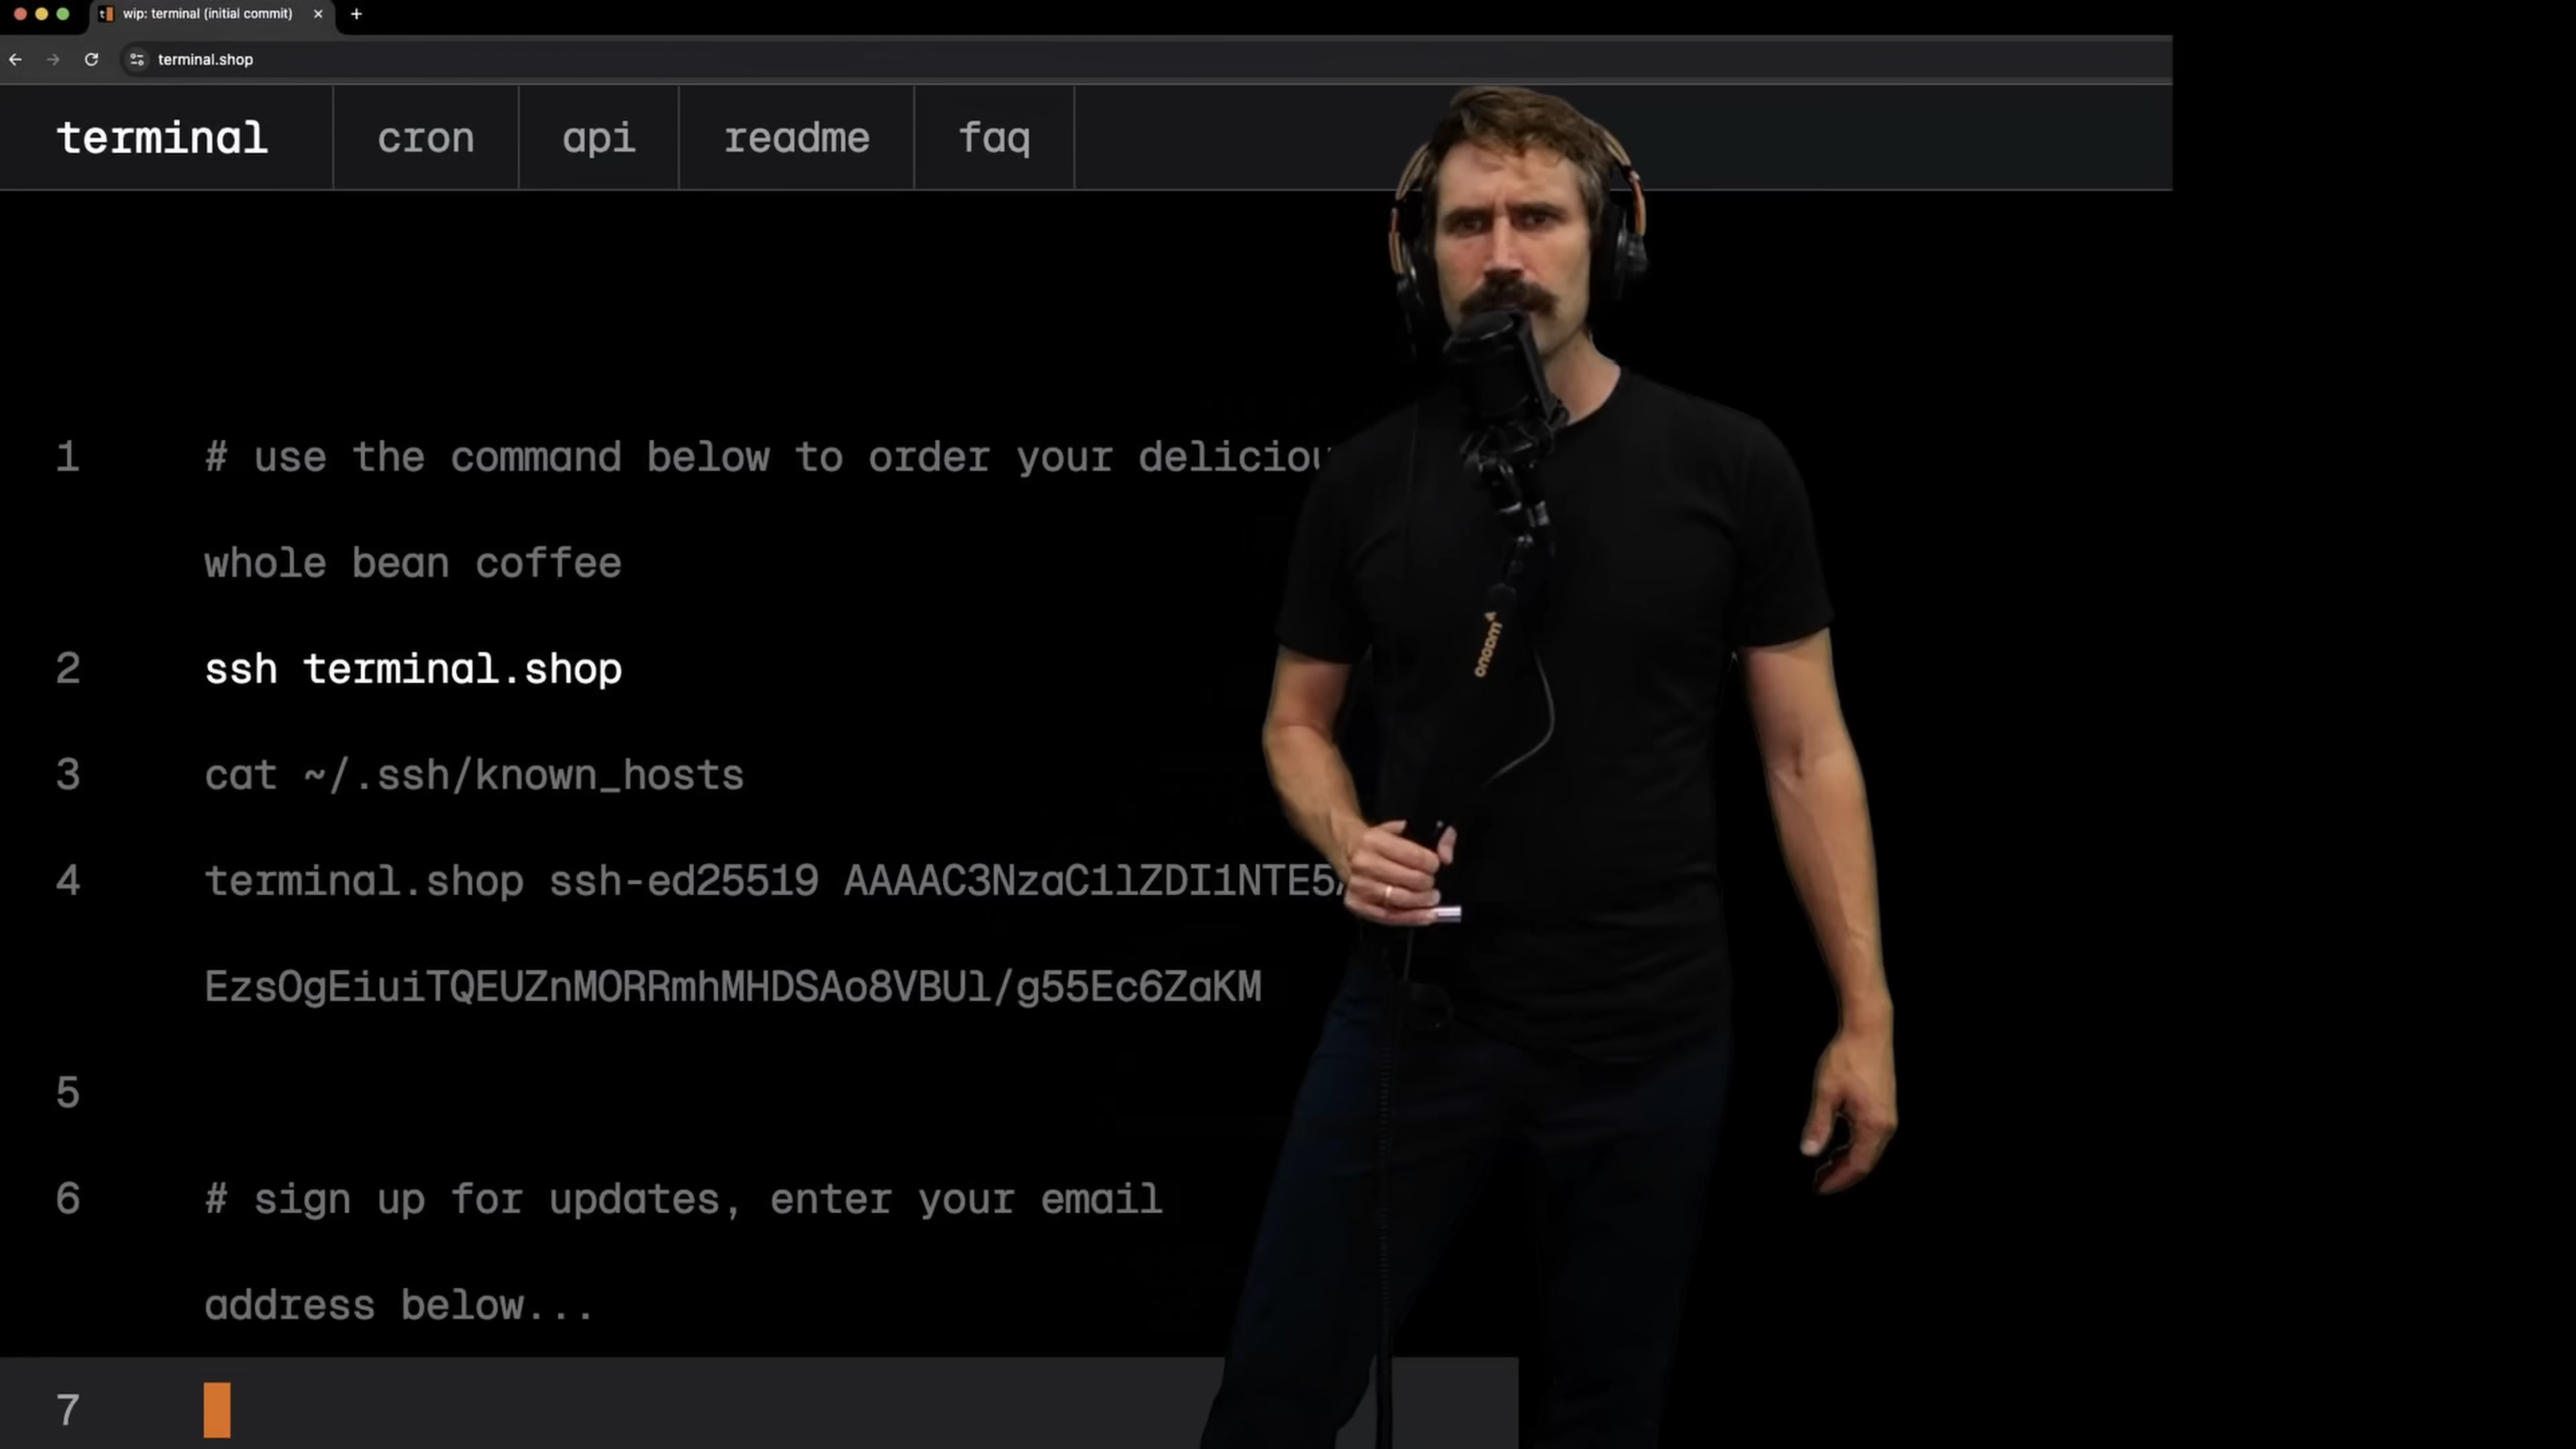 wip: terminal (initial commit)
terminal.shop
terminal cron api readme faq
1 # use the command below to order your
whole bean coffee
2 ssh terminal.shop
3 cat ~/.ssh/known_hosts
4 terminal.shop ssh-ed25519
EzsOgEiuiTQEUZnMORRmhMHDSAo8VBUl/g55Ec6ZaKM
5
6 # sign up for updates, enter your email
address below...
7